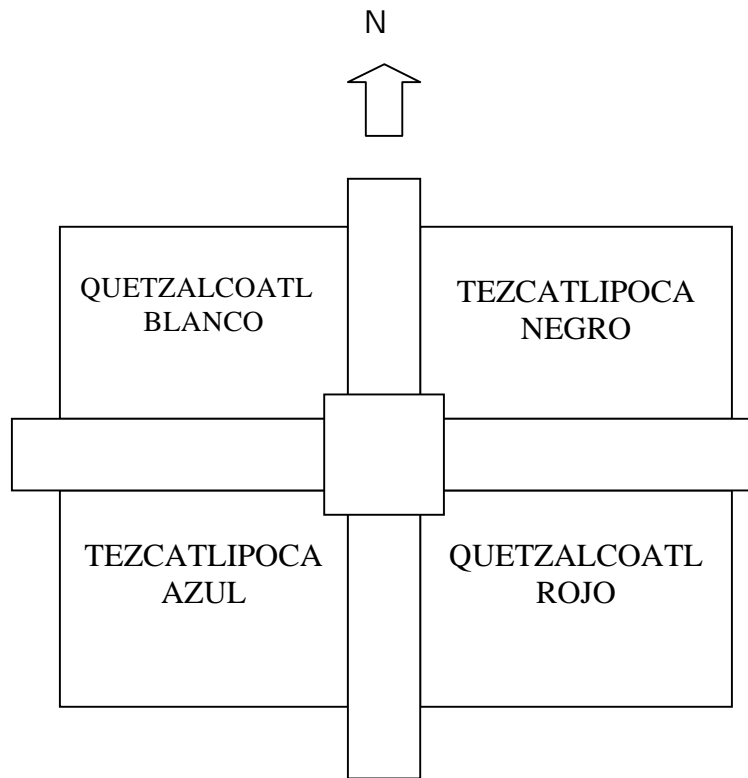 N
QUETZALCOATL
BLANCO
TEZCATLIPOCA
NEGRO
TEZCATLIPOCA
AZUL
QUETZALCOATL
ROJO